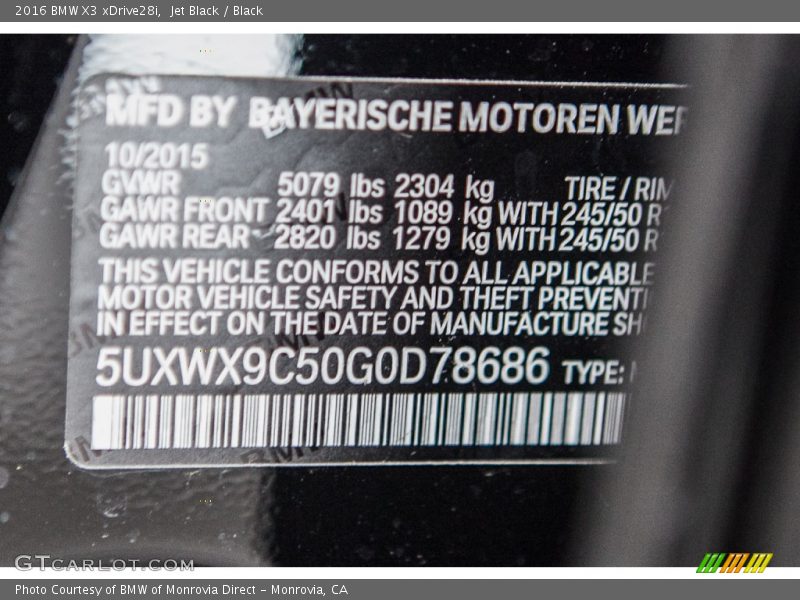 2016 BMW X3 xDrive28i,  Jet Black / Black
MFD BY BAYERISCHE MOTOREN WER
10/2015
GVWR 5079 lbs 2304 kg TIRE / RIM
GAWR FRONT 2401 lbs 1089 kg WITH 245/50 R
GAWR REAR 2820 lbs 1279 kg WITH 245/50 R
THIS VEHICLE CONFORMS TO ALL APPLICABLE
MOTOR VEHICLE SAFETY AND THEFT PREVENTI
IN EFFECT ON THE DATE OF MANUFACTURE SH
5UXWX9C50G0D78686 TYPE:
GTCARLOT.COM
Photo Courtesy of BMW of Monrovia Direct - Monrovia, CA